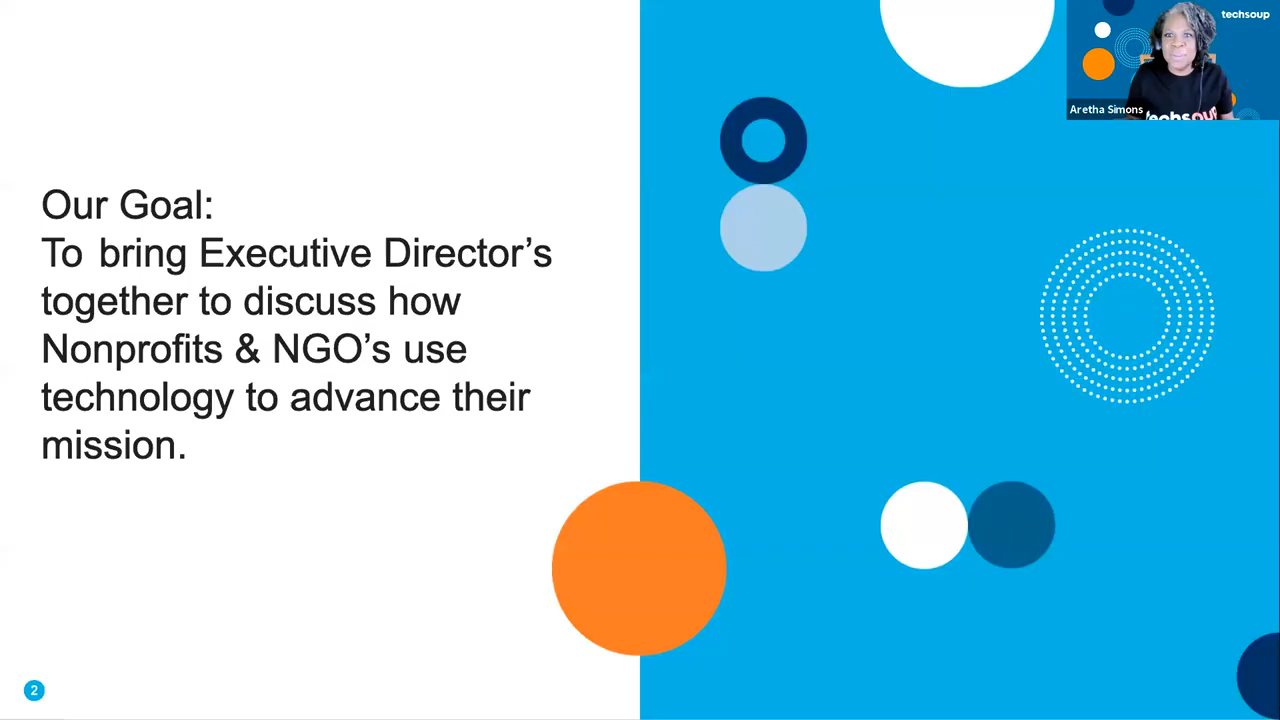 techsoup
Aretha Simons
techsoup
Our Goal:
To bring Executive Director’s
together to discuss how
Nonprofits & NGO’s use
technology to advance their
mission.
2